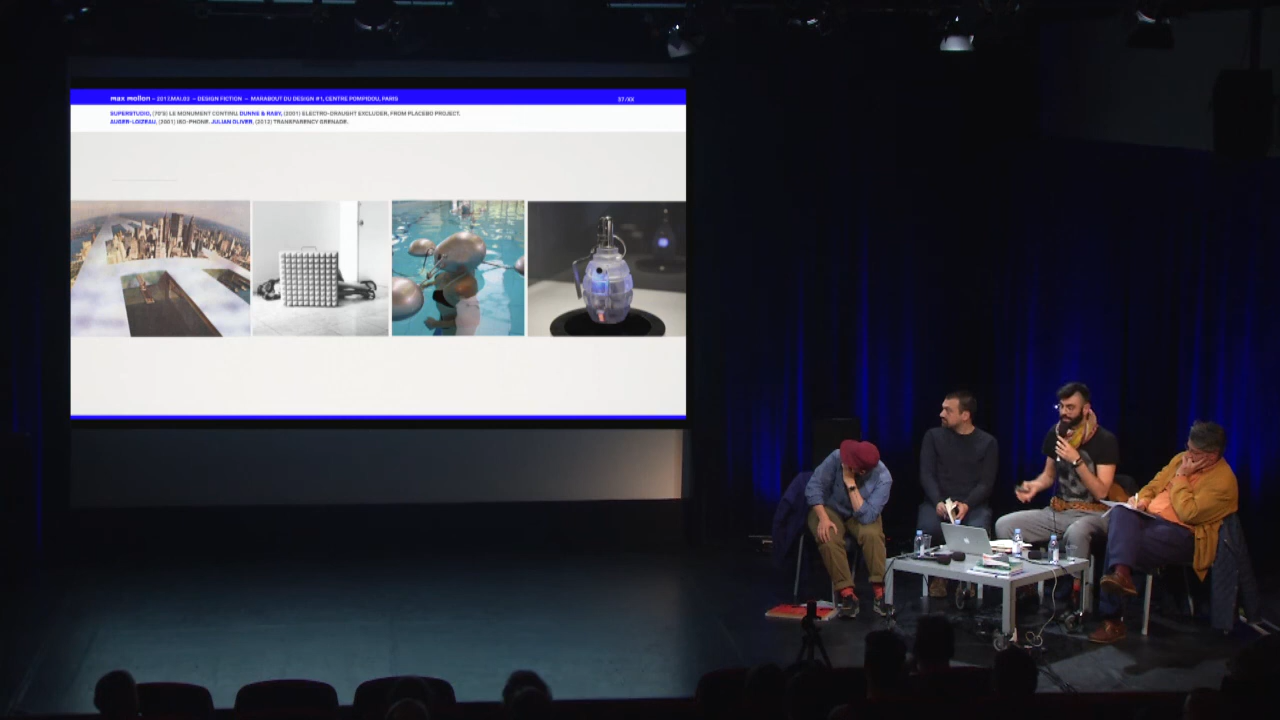 max mollon – 2017.MAI.03 – DESIGN FICTION – MARABOUT DU DESIGN #1, CENTRE POMPIDOU, PARIS
37/XX
SUPERSTUDIO, (70'S) LE MONUMENT CONTINU. DUNNE & RABY, (2001) ELECTRO-DRAUGHT EXCLUDER, FROM PLACEBO PROJECT.
AUGER-LOIZEAU, (2001) ISO-PHONE. JULIAN OLIVER, (2012) TRANSPARENCY GRENADE.